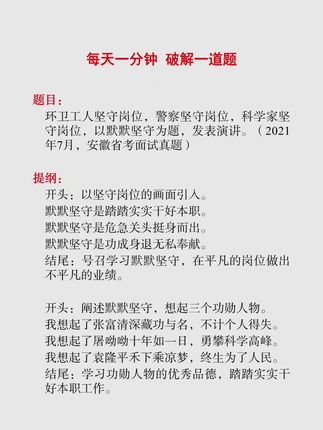 每天一分钟 破解一道题
题目：
环卫工人坚守岗位，警察坚守岗位，科学家坚
守岗位，以默默坚守为题，发表演讲。（2021
年7月，安徽省考面试真题）
提纲：
开头：以坚守岗位的画面引入。
默默坚守是踏踏实实干好本职。
默默坚守是危急关头挺身而出。
默默坚守是功成身退无私奉献。
结尾：号召学习默默坚守，在平凡的岗位做出
不平凡的业绩。
开头：阐述默默坚守，想起三个功勋人物。
我想起了张富清深藏功与名，不计个人得失。
我想起了屠呦呦十年如一日，勇攀科学高峰。
我想起了袁隆平禾下乘凉梦，终生为了人民。
结尾：学习功勋人物的优秀品德，踏踏实实干
好本职工作。